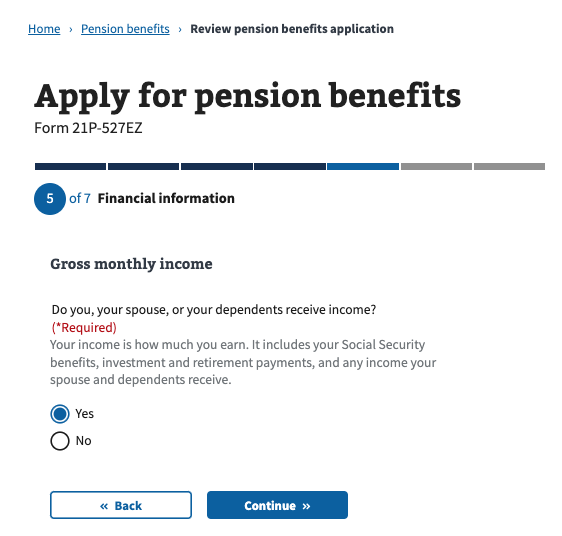 Home › Pension benefits › Review pension benefits application
Apply for pension benefits
Form 21P-527EZ
5 of 7 Financial information
Gross monthly income
Do you, your spouse, or your dependents receive income?
(*Required)
Your income is how much you earn. It includes your Social Security
benefits, investment and retirement payments, and any income your
spouse and dependents receive.
Yes
No
« Back
Continue »